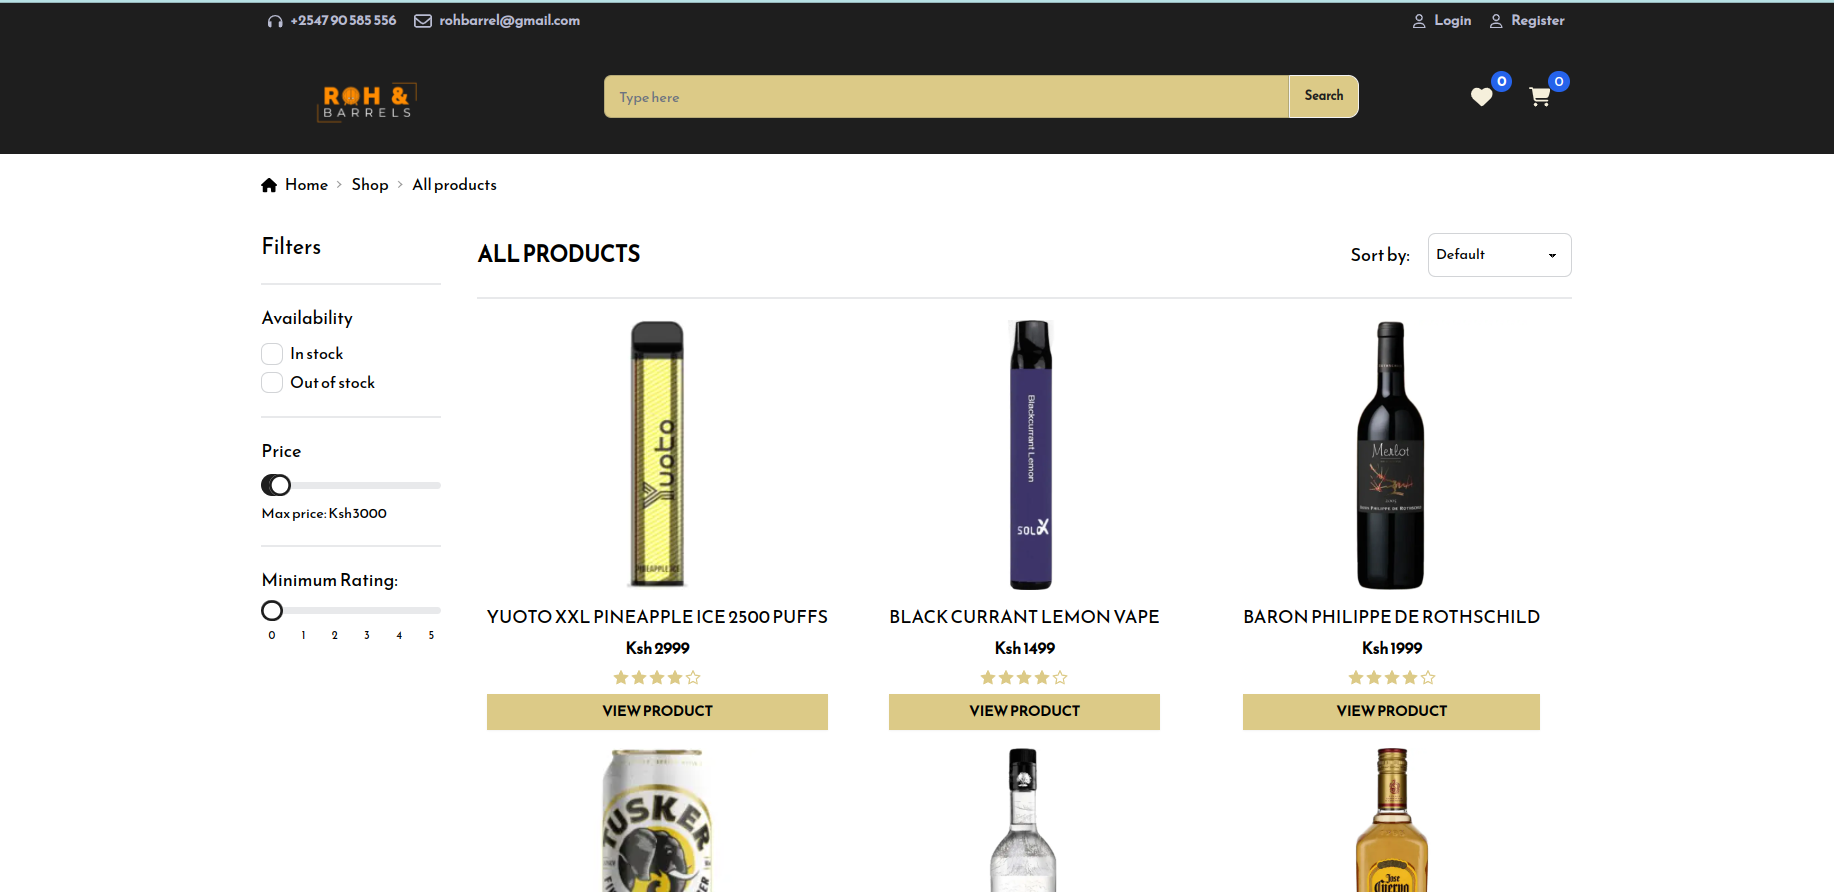 +254790585556 rohbarrel@gmail.com Login Register
ROH &
BARRELS
Type here Search 0 0
Home Shop All products
Filters
ALL PRODUCTS
Sort by: Default
Availability
In stock
Out of stock
Price
Max price: Ksh3000
Minimum Rating:
0 1 2 3 4 5
Yuoto
PINEAPPLE ICE
Blackcurrant Lemon
SOLO X
Merlot
BARON PHILIPPE DE ROTHSCHILD
YUOTO XXL PINEAPPLE ICE 2500 PUFFS
Ksh 2999
VIEW PRODUCT
BLACK CURRANT LEMON VAPE
Ksh 1499
VIEW PRODUCT
BARON PHILIPPE DE ROTHSCHILD
Ksh 1999
VIEW PRODUCT
TUSKER
Jose
Cuervo